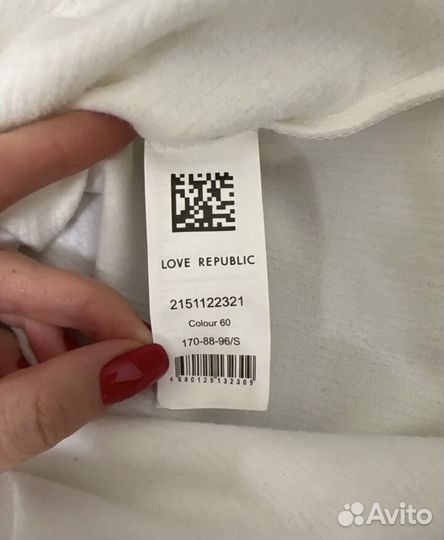 LOVE REPUBLIC
2151122321
Colour 60
170-88-96/S
4680129132309
Avito